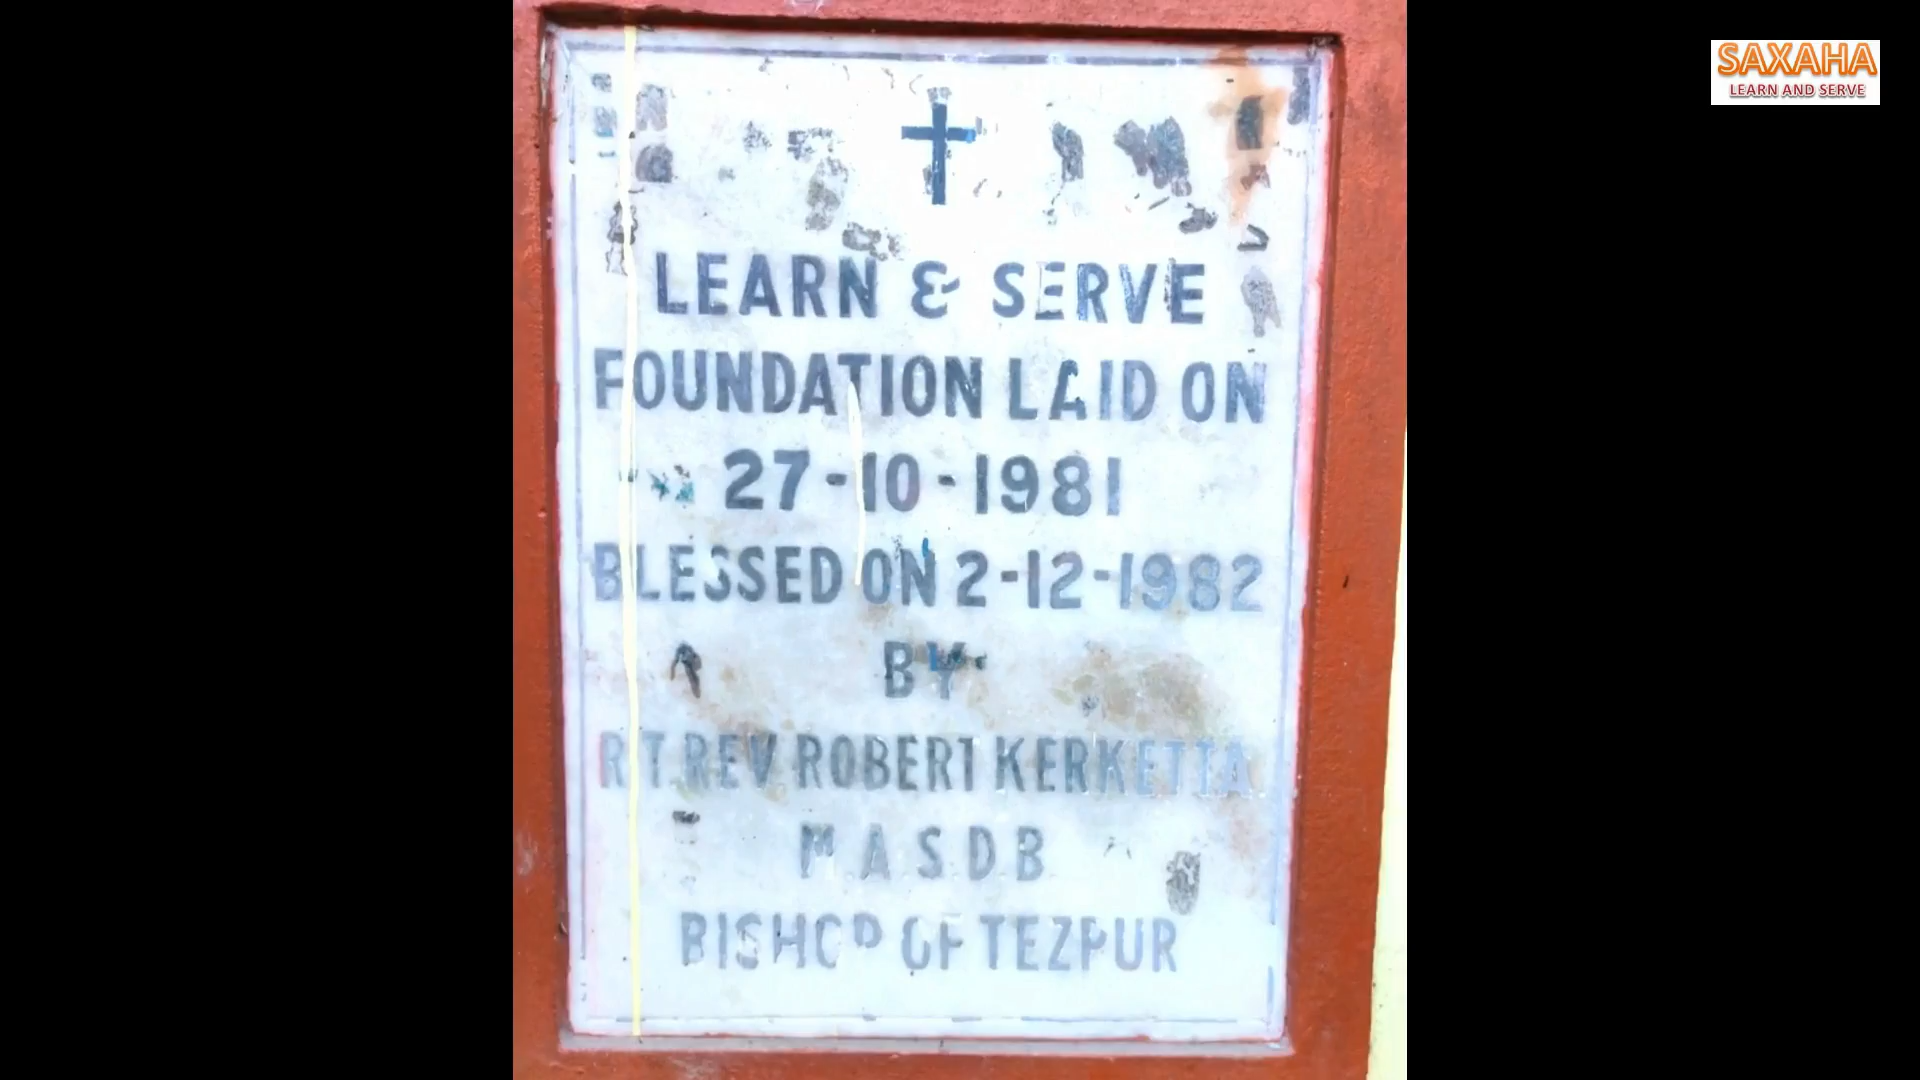 SAXAHA
LEARN AND SERVE
LEARN & SERVE
FOUNDATION LAID ON
27-10-1981
BLESSED ON 2-12-1982
BY
RT.REV ROBERT KERKETTA
M.A.S.D.B
BISHOP OF TEZPUR